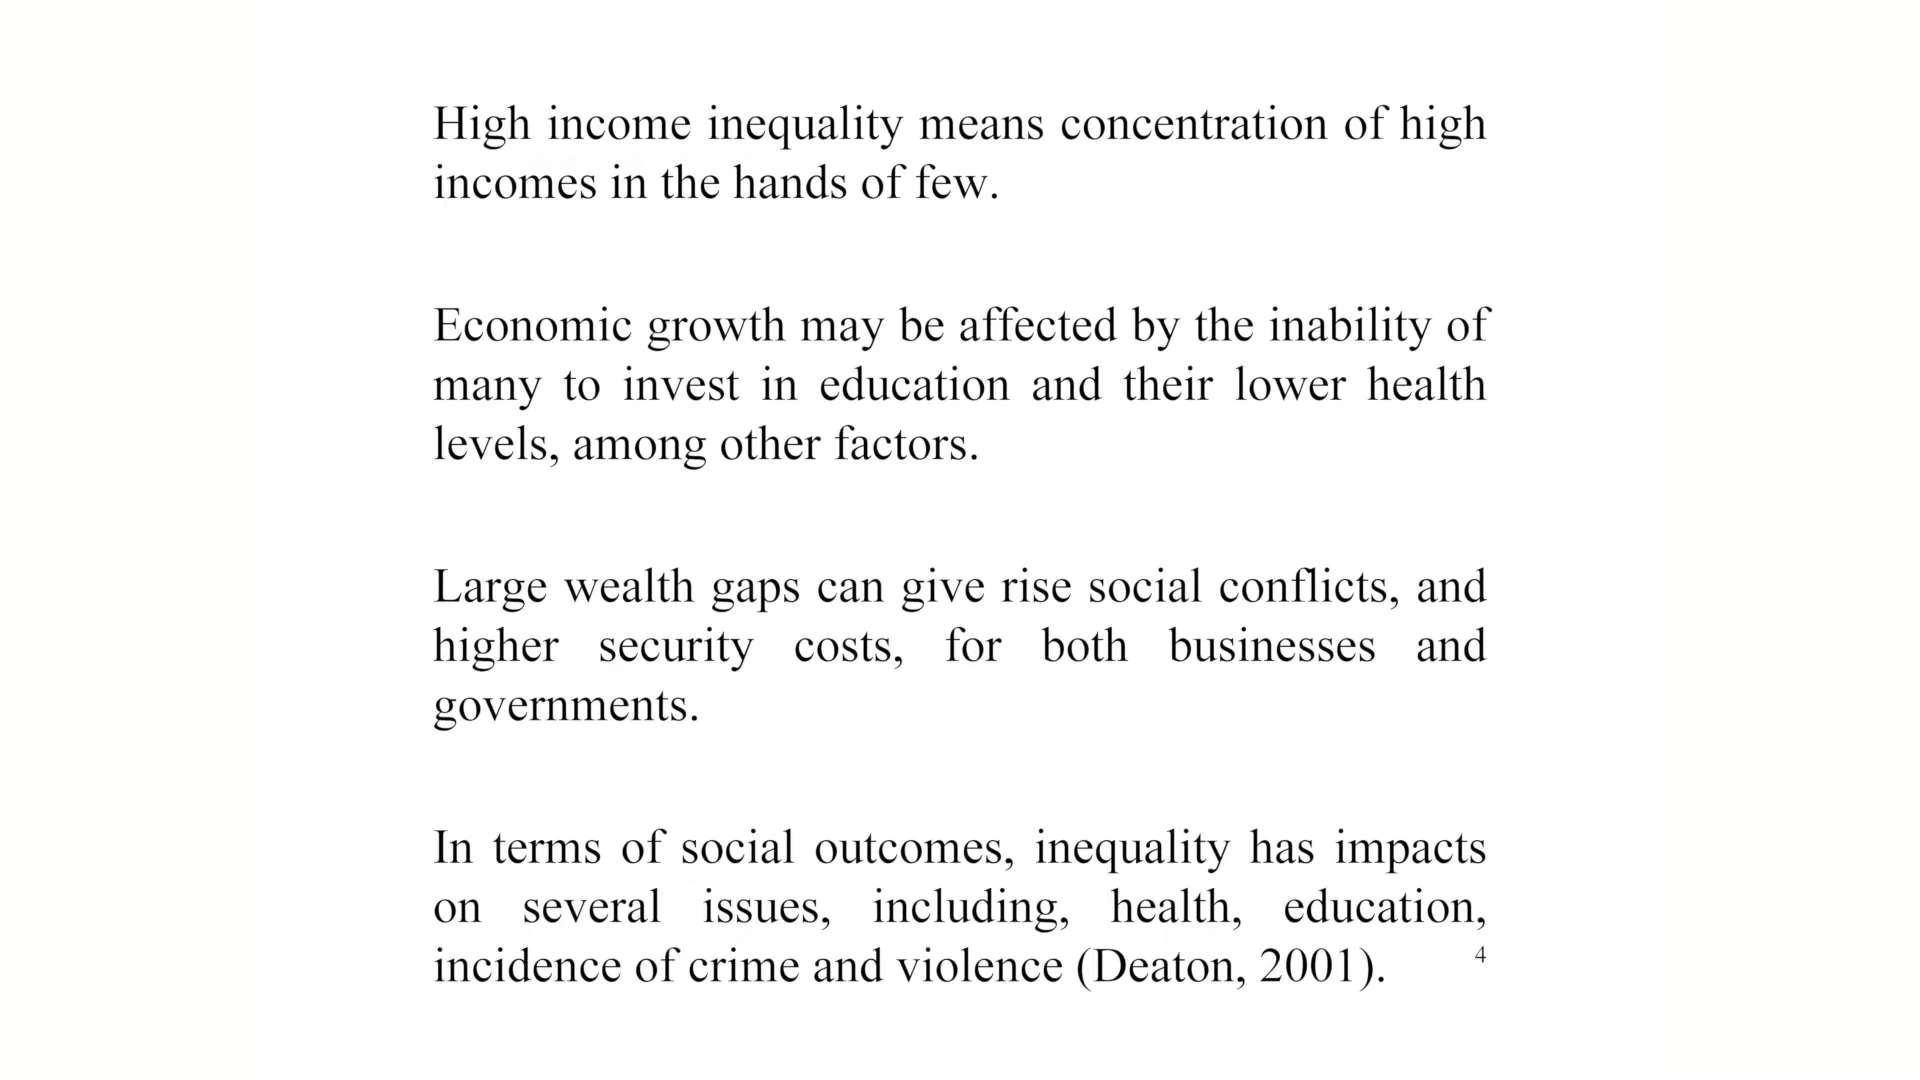 High income inequality means concentration of high
incomes in the hands of few.
Economic growth may be affected by the inability of
many to invest in education and their lower health
levels, among other factors.
Large wealth gaps can give rise social conflicts, and
higher security costs, for both businesses and
governments.
In terms of social outcomes, inequality has impacts
on several issues, including, health, education,
incidence of crime and violence (Deaton, 2001).
4